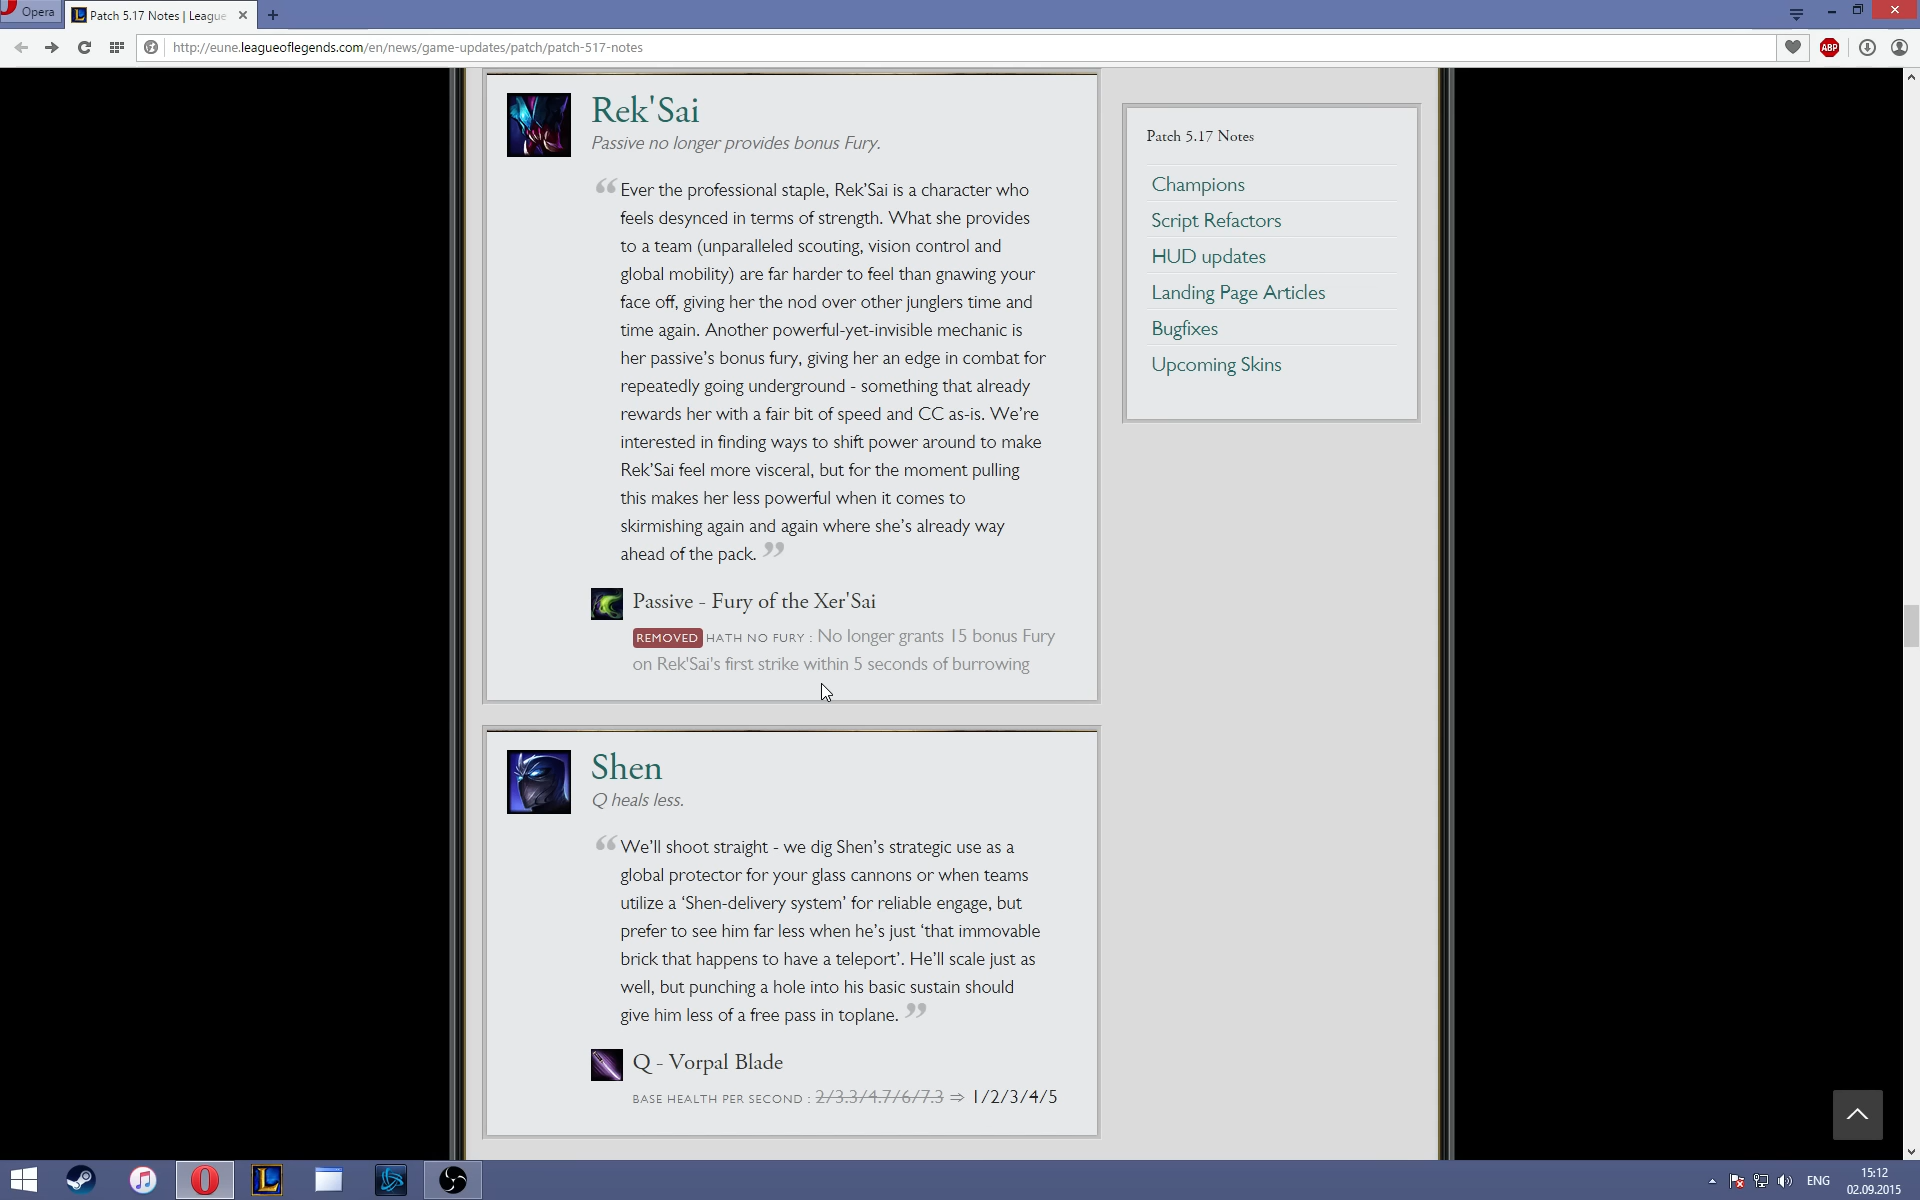 Opera
Patch 5.17 Notes | League
http://eune.leagueoflegends.com/en/news/game-updates/patch/patch-517-notes
ABP
Rek'Sai
Passive no longer provides bonus Fury.
“Ever the professional staple, Rek’Sai is a character who
feels desynced in terms of strength. What she provides
to a team (unparalleled scouting, vision control and
global mobility) are far harder to feel than gnawing your
face off, giving her the nod over other junglers time and
time again. Another powerful-yet-invisible mechanic is
her passive’s bonus fury, giving her an edge in combat for
repeatedly going underground - something that already
rewards her with a fair bit of speed and CC as-is. We’re
interested in finding ways to shift power around to make
Rek’Sai feel more visceral, but for the moment pulling
this makes her less powerful when it comes to
skirmishing again and again where she’s already way
ahead of the pack. ”
Passive - Fury of the Xer'Sai
REMOVED HATH NO FURY : No longer grants 15 bonus Fury
on Rek'Sai's first strike within 5 seconds of burrowing
Shen
Q heals less.
“We’ll shoot straight - we dig Shen’s strategic use as a
global protector for your glass cannons or when teams
utilize a ‘Shen-delivery system’ for reliable engage, but
prefer to see him far less when he’s just ‘that immovable
brick that happens to have a teleport’. He’ll scale just as
well, but punching a hole into his basic sustain should
give him less of a free pass in toplane. ”
Q - Vorpal Blade
BASE HEALTH PER SECOND : 2/3.3/4.7/6/7.3 ⇒ 1/2/3/4/5
Patch 5.17 Notes
Champions
Script Refactors
HUD updates
Landing Page Articles
Bugfixes
Upcoming Skins
ENG
15:12
02.09.2015